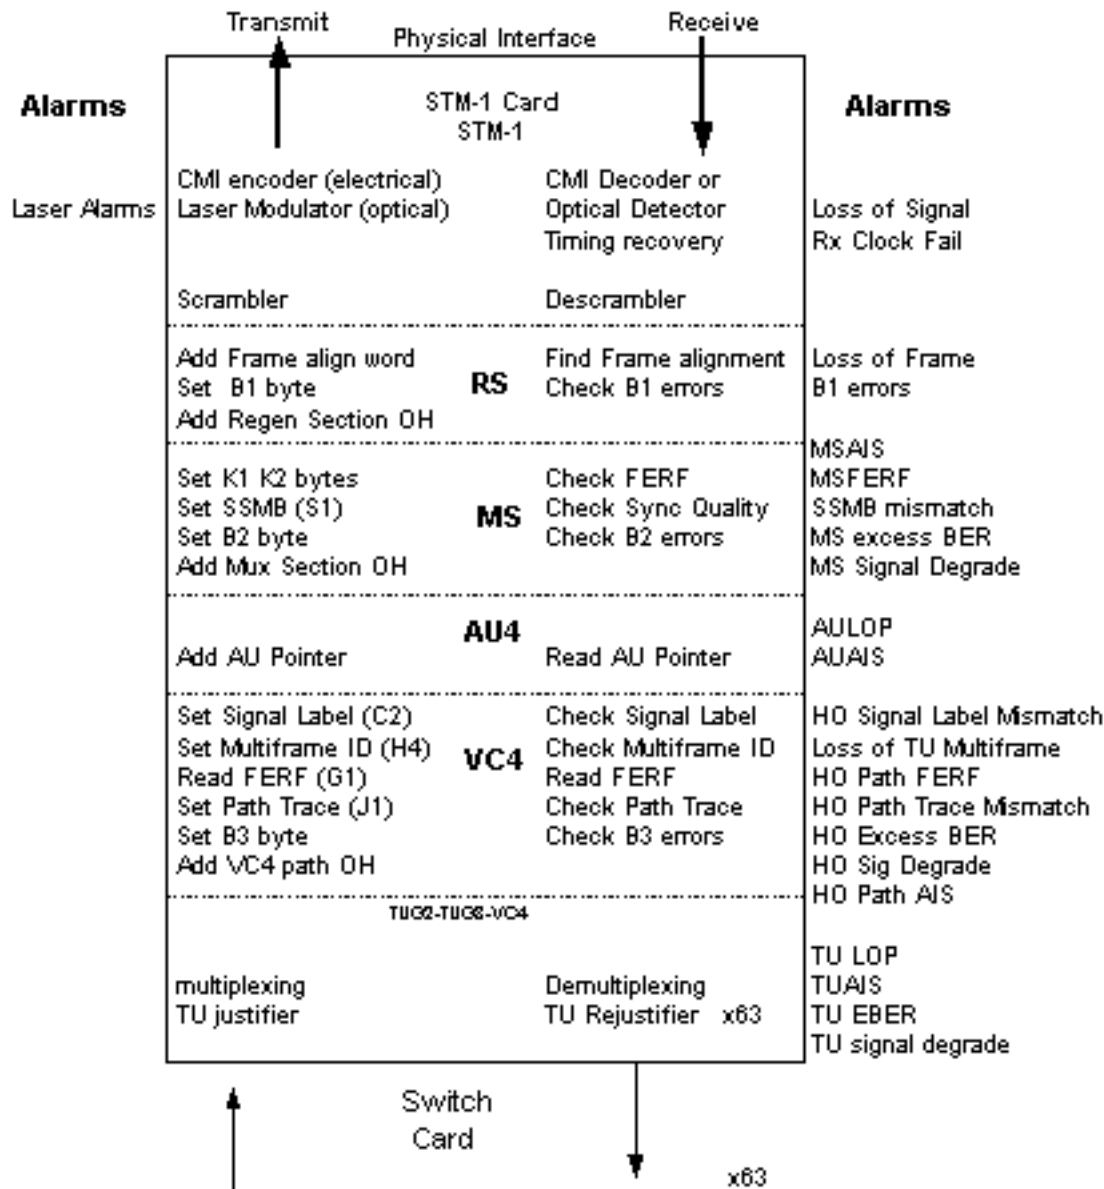 Transmit Physical Interface Receive
Alarms Alarms
STM-1 Card
STM-1
CMI encoder (electrical) CMI Decoder or
Laser Alarms Laser Modulator (optical) Optical Detector Loss of Signal
Timing recovery Rx Clock Fail
Scrambler Descrambler
Add Frame align word Find Frame alignment Loss of Frame
Set B1 byte RS Check B1 errors B1 errors
Add Regen Section OH
MSAIS
Set K1 K2 bytes Check FERF MSFERF
Set SSMB (S1) MS Check Sync Quality SSMB mismatch
Set B2 byte Check B2 errors MS excess BER
Add Mux Section OH MS Signal Degrade
AU4 AULOP
Add AU Pointer Read AU Pointer AUAIS
Set Signal Label (C2) Check Signal Label HO Signal Label Mismatch
Set Multiframe ID (H4) VC4 Check Multiframe ID Loss of TU Multiframe
Read FERF (G1) Read FERF HO Path FERF
Set Path Trace (J1) Check Path Trace HO Path Trace Mismatch
Set B3 byte Check B3 errors HO Excess BER
Add VC4 path OH HO Sig Degrade
HO Path AIS
TUG2-TUG3-VC4
TU LOP
multiplexing Demultiplexing TUAIS
TU justifier TU Rejustifier x63 TU EBER
TU signal degrade
Switch
Card
x63